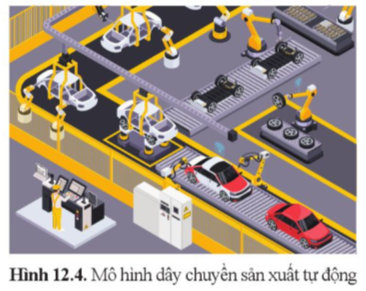 Hình 12.4. Mô hình dây chuyền sản xuất tự động